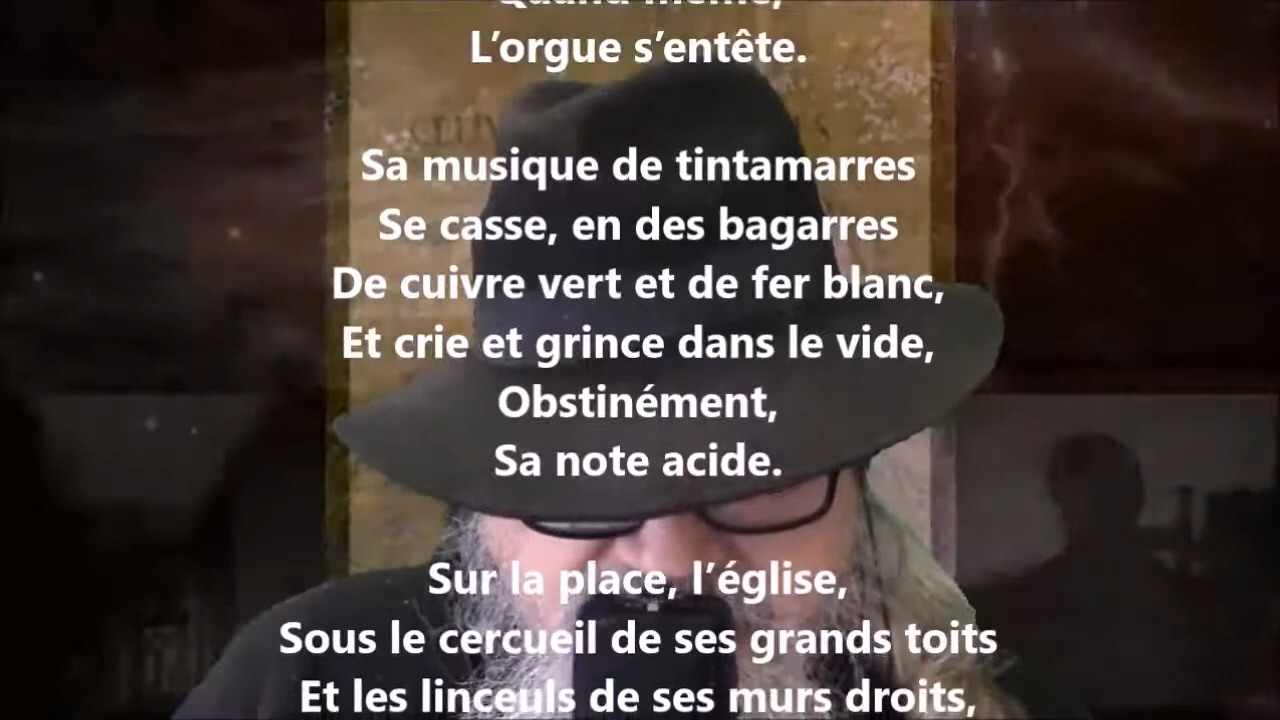 Quand même,
L’orgue s’entête.
Sa musique de tintamarres
Se casse, en des bagarres
De cuivre vert et de fer blanc,
Et crie et grince dans le vide,
Obstinément,
Sa note acide.
Sur la place, l’église,
Sous le cercueil de ses grands toits
Et les linceuls de ses murs droits,